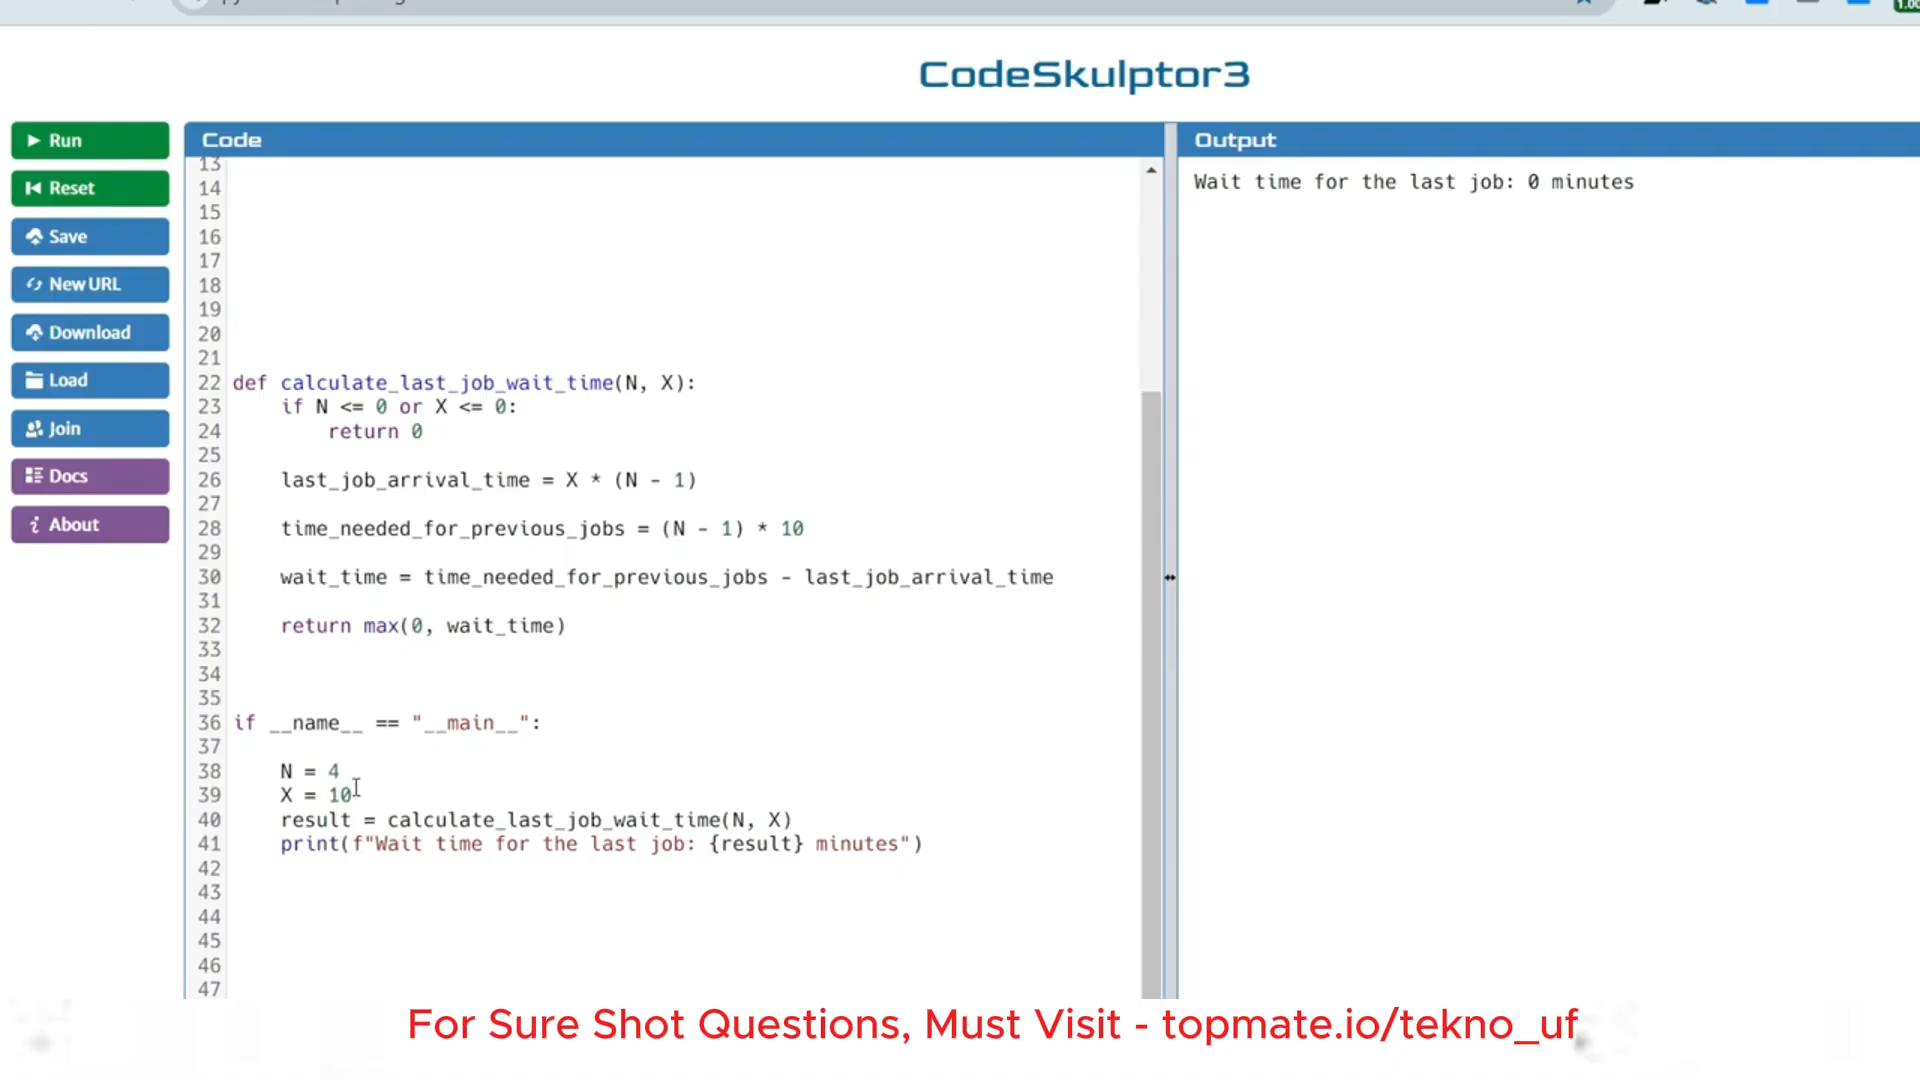 CodeSkulptor3
Run
Reset
Save
New URL
Download
Load
Join
Docs
About
Code
13
14
15
16
17
18
19
20
21
22 def calculate_last_job_wait_time(N, X):
23     if N <= 0 or X <= 0:
24         return 0
25
26     last_job_arrival_time = X * (N - 1)
27
28     time_needed_for_previous_jobs = (N - 1) * 10
29
30     wait_time = time_needed_for_previous_jobs - last_job_arrival_time
31
32     return max(0, wait_time)
33
34
35
36 if __name__ == "__main__":
37
38     N = 4
39     X = 10
40     result = calculate_last_job_wait_time(N, X)
41     print(f"Wait time for the last job: {result} minutes")
42
43
44
45
46
47
Output
Wait time for the last job: 0 minutes
1.00
For Sure Shot Questions, Must Visit - topmate.io/tekno_uf